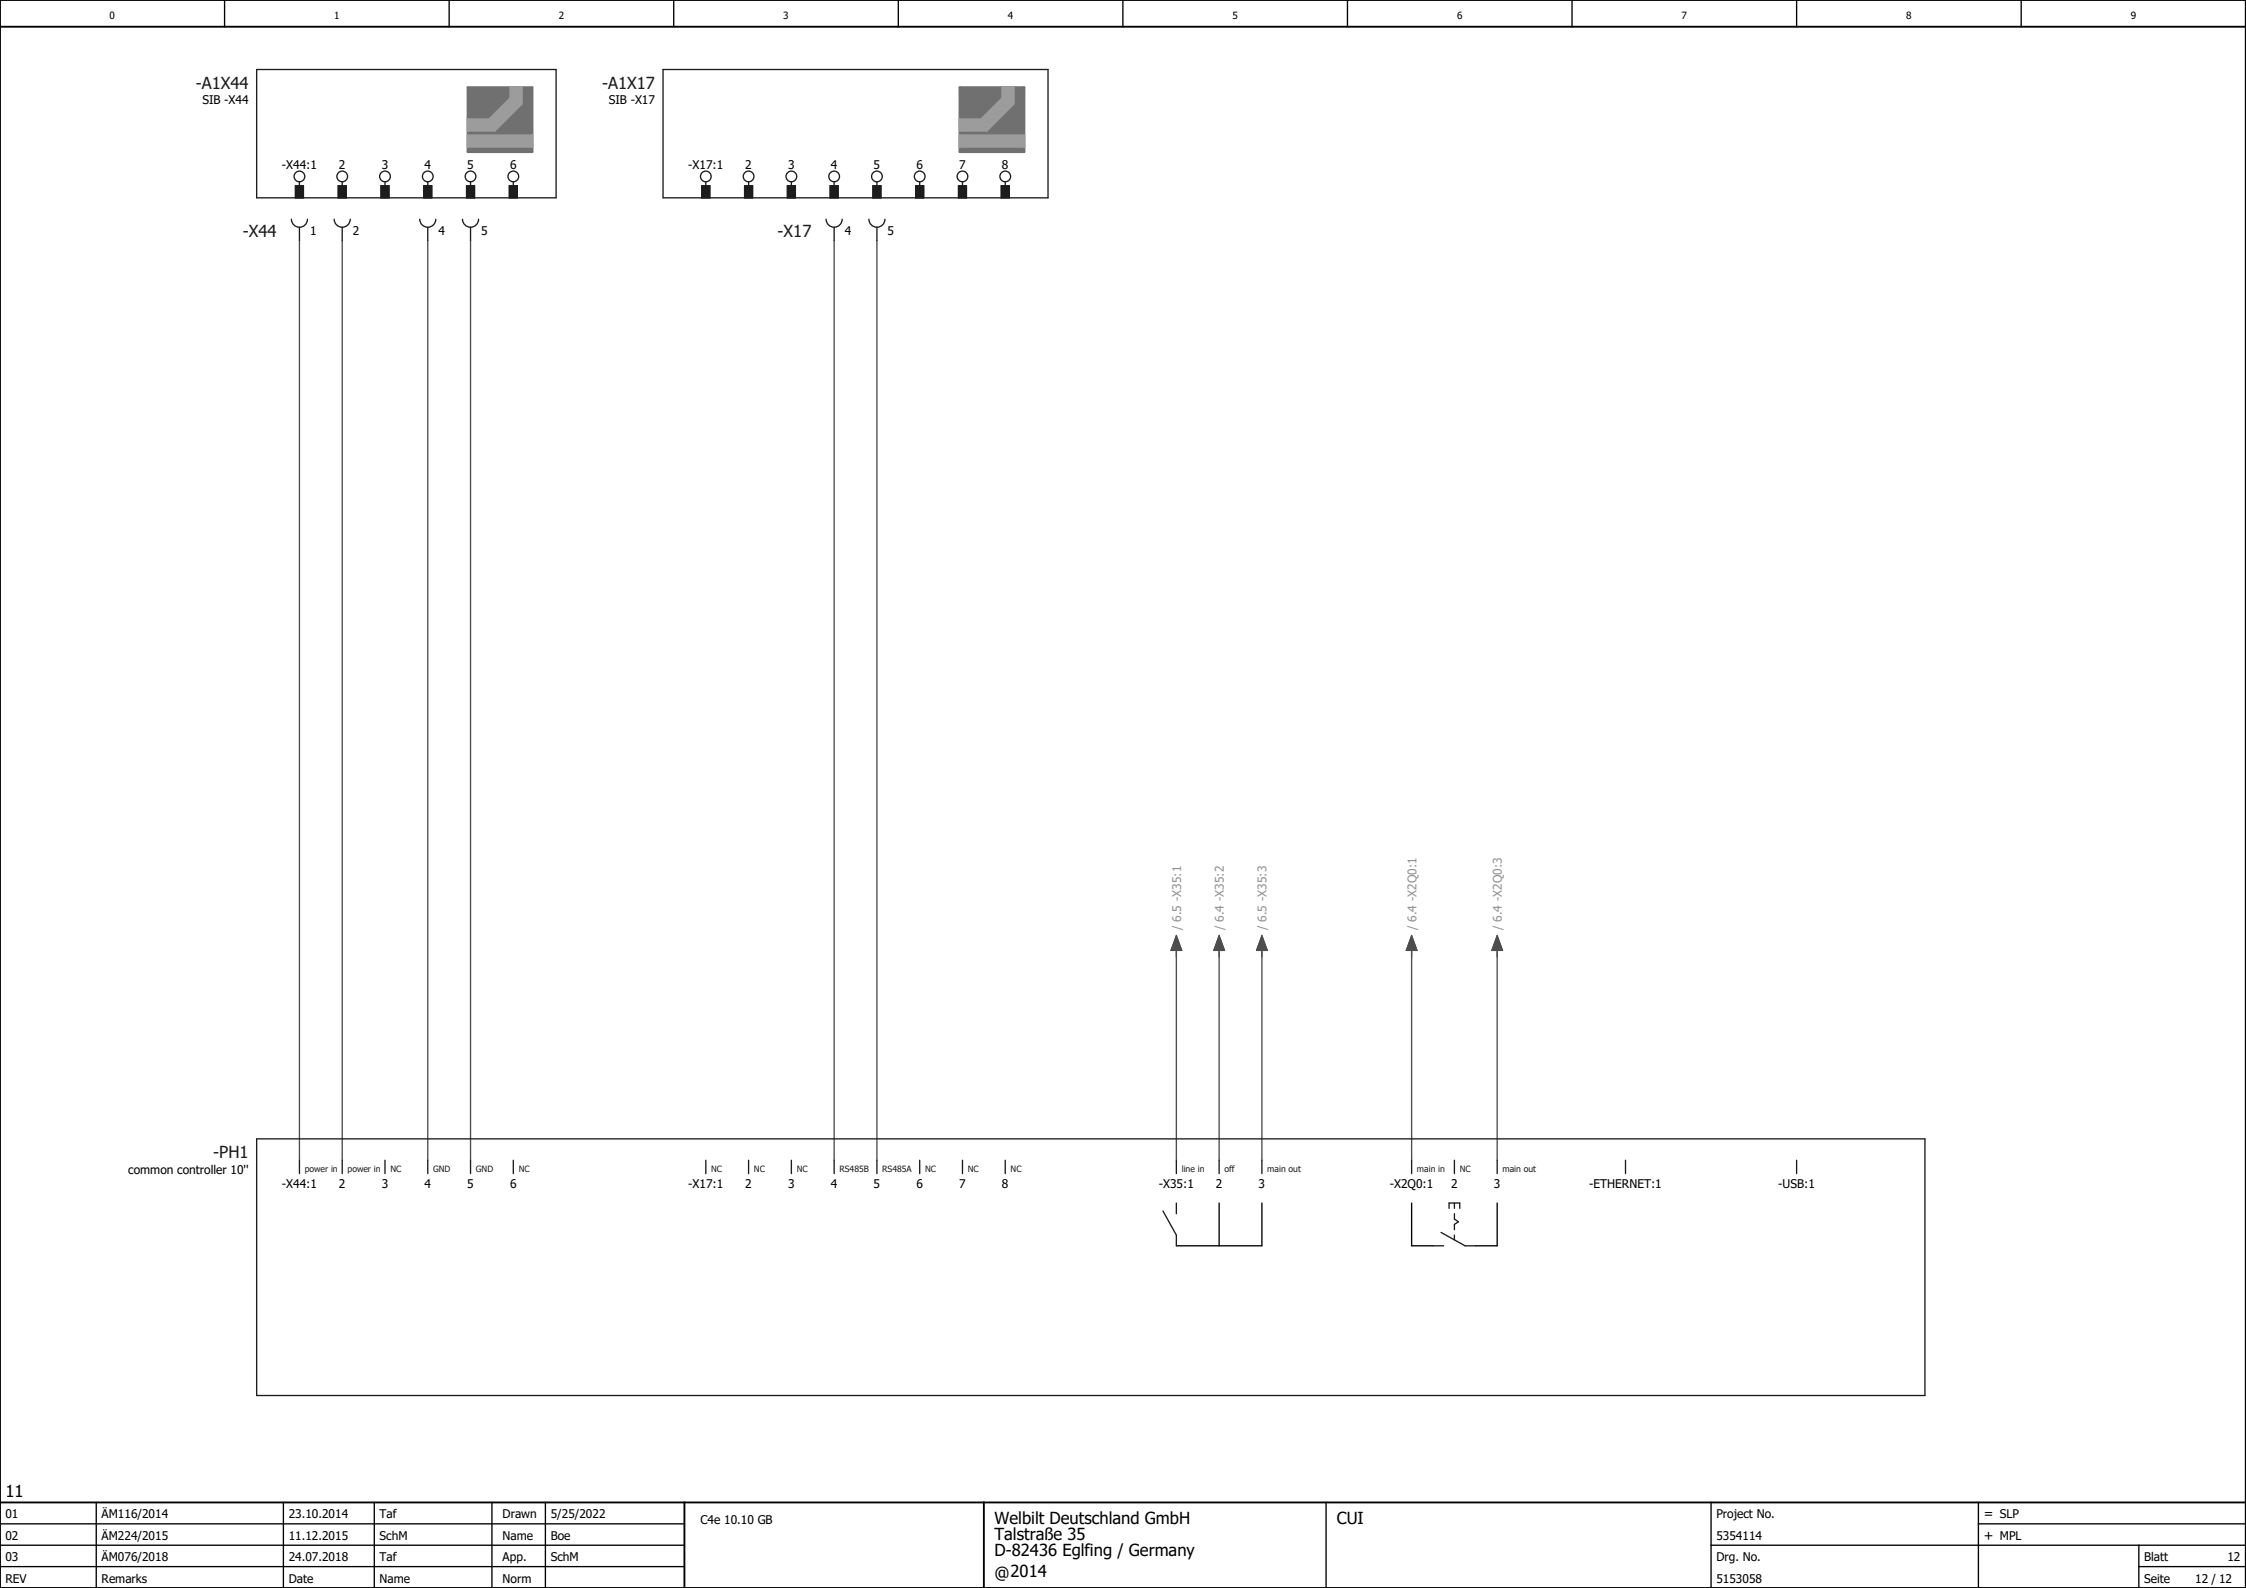 0 1 2 3 4 5 6 7 8 9
-A1X44
SIB -X44
-X44:1 2 3 4 5 6
-A1X17
SIB -X17
-X17:1 2 3 4 5 6 7 8
-X44 1 2 4 5
-X17 4 5
/ 6.5 -X35:1
/ 6.4 -X35:2
/ 6.5 -X35:3
/ 6.4 -X2Q0:1
/ 6.4 -X2Q0:3
-PH1
common controller 10"
power in power in NC GND GND NC
-X44:1 2 3 4 5 6
NC NC NC RS485B RS485A NC NC NC
-X17:1 2 3 4 5 6 7 8
line in off main out
-X35:1 2 3
main in NC main out
-X2Q0:1 2 3
-ETHERNET:1
-USB:1
11
01 ÄM116/2014 23.10.2014 Taf Drawn 5/25/2022
02 ÄM224/2015 11.12.2015 SchM Name Boe
03 ÄM076/2018 24.07.2018 Taf App. SchM
REV Remarks Date Name Norm
C4e 10.10 GB
Welbilt Deutschland GmbH
Talstraße 35
D-82436 Eglfing / Germany
@2014
CUI
Project No.
5354114
Drg. No.
5153058
= SLP
+ MPL
Blatt 12
Seite 12 / 12